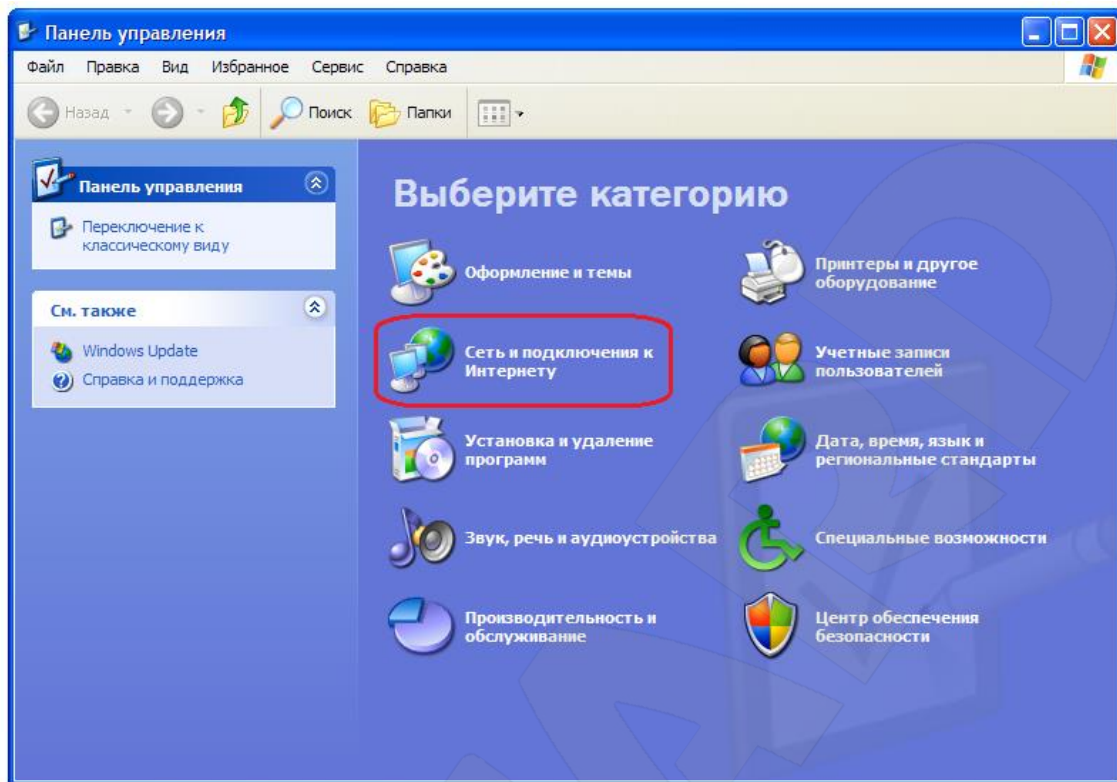 Панель управления
Файл Правка Вид Избранное Сервис Справка
Назад Поиск Папки
Панель управления
Переключение к
классическому виду
См. также
Windows Update
Справка и поддержка
Выберите категорию
Оформление и темы
Принтеры и другое
оборудование
Сеть и подключения к
Интернету
Учетные записи
пользователей
Установка и удаление
программ
Дата, время, язык и
региональные стандарты
Звук, речь и аудиоустройства
Специальные возможности
Производительность и
обслуживание
Центр обеспечения
безопасности